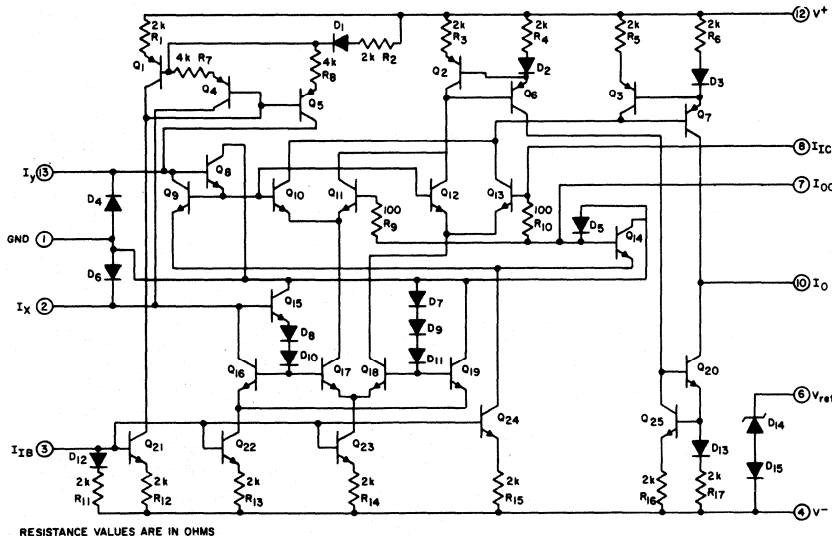 2k R1
2k R3
2k R4
2k R5
2k R6
12 V+
D1
4k R7
4k R8
2k R2
D2
D3
Q1
Q4
Q5
Q2
Q6
Q3
Q7
8 IIC
Iy 13
Q8
Q9
Q10
Q11
Q12
Q13
7 IOO
D4
100 R9
100 R10
D5
Q14
GND 1
D6
Q15
D7
10 IO
IX 2
D8
D9
D10
D11
Q16
Q17
Q18
Q19
Q20
Q24
Q25
6 Vref
D14
IIB 3
Q21
Q22
Q23
D12
D13
D15
2k R11
2k R12
2k R13
2k R14
2k R15
2k R16
2k R17
4 V-
RESISTANCE VALUES ARE IN OHMS